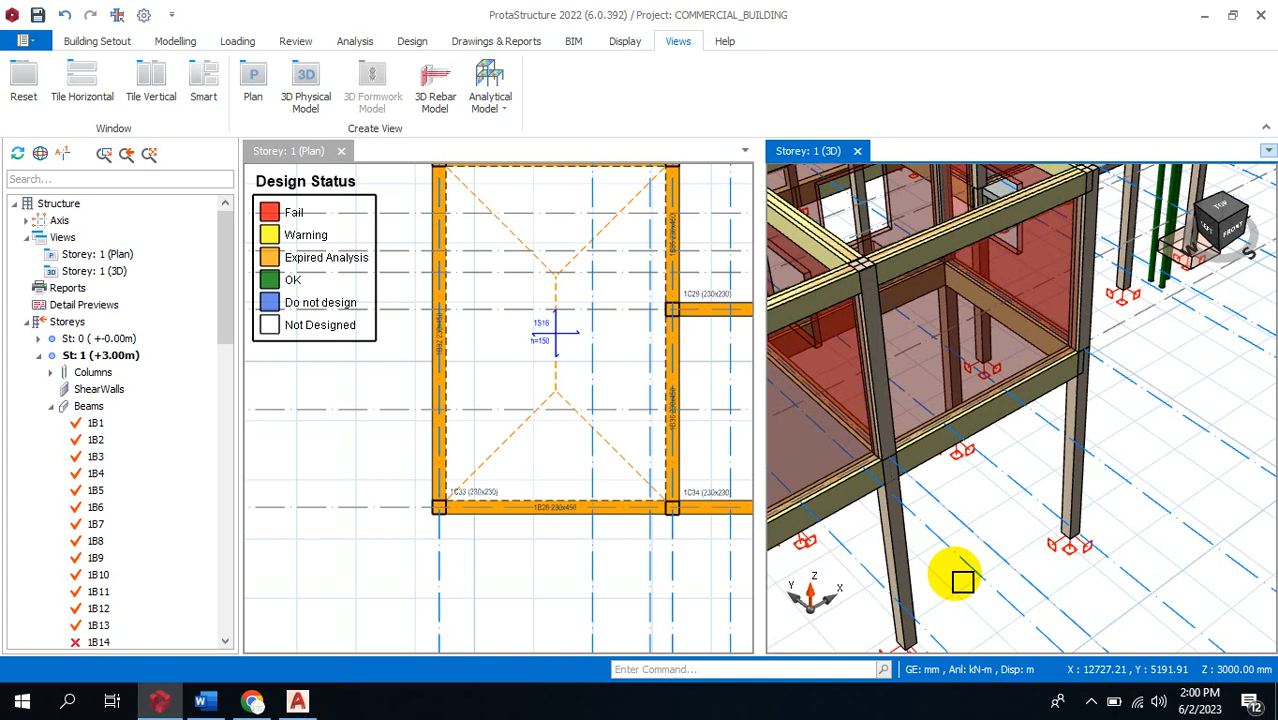 ProtaStructure 2022 (6.0.392) / Project: COMMERCIAL_BUILDING
Building Setout Modelling Loading Review Analysis Design Drawings & Reports BIM Display Views Help
Reset Tile Horizontal Tile Vertical Smart Plan 3D Physical Model 3D Formwork Model 3D Rebar Model Analytical Model
Window Create View
Storey: 1 (Plan) Storey: 1 (3D)
Search...
Structure
Axis
Views
Storey: 1 (Plan)
Storey: 1 (3D)
Reports
Detail Previews
Storeys
St: 0 ( +-0.00m)
St: 1 (+3.00m)
Columns
ShearWalls
Beams
1B1
1B2
1B3
1B4
1B5
1B6
1B7
1B8
1B9
1B10
1B11
1B12
1B13
1B14
Design Status
Fail
Warning
Expired Analysis
OK
Do not design
Not Designed
1S16
h=150
1C29 (230x230)
1C33 (230x230)
1C34 (230x230)
1B28 230x450
TOP
LEFT
FRONT
S
Z
Y
X
Enter Command...
GE: mm , Anl: kN-m , Disp: m
X : 12727.21 , Y : 5191.91
Z : 3000.00 mm
2:00 PM
6/2/2023
12